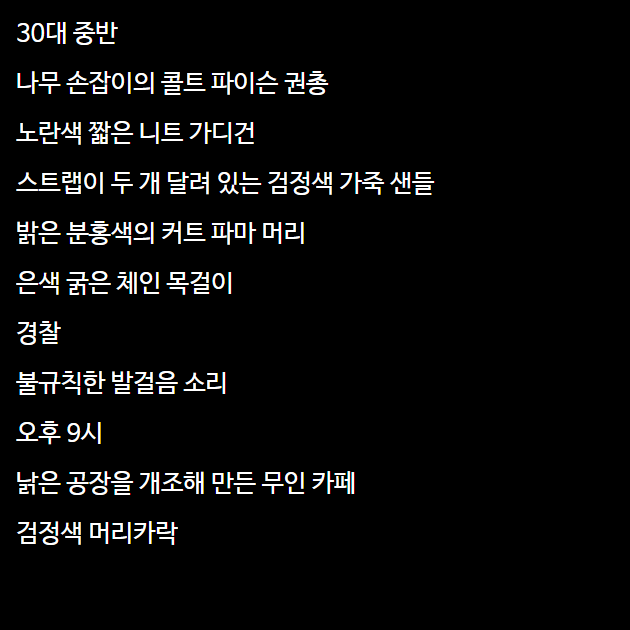 30대 중반
나무 손잡이의 콜트 파이슨 권총
노란색 짧은 니트 가디건
스트랩이 두 개 달려 있는 검정색 가죽 샌들
밝은 분홍색의 커트 파마 머리
은색 굵은 체인 목걸이
경찰
불규칙한 발걸음 소리
오후 9시
낡은 공장을 개조해 만든 무인 카페
검정색 머리카락